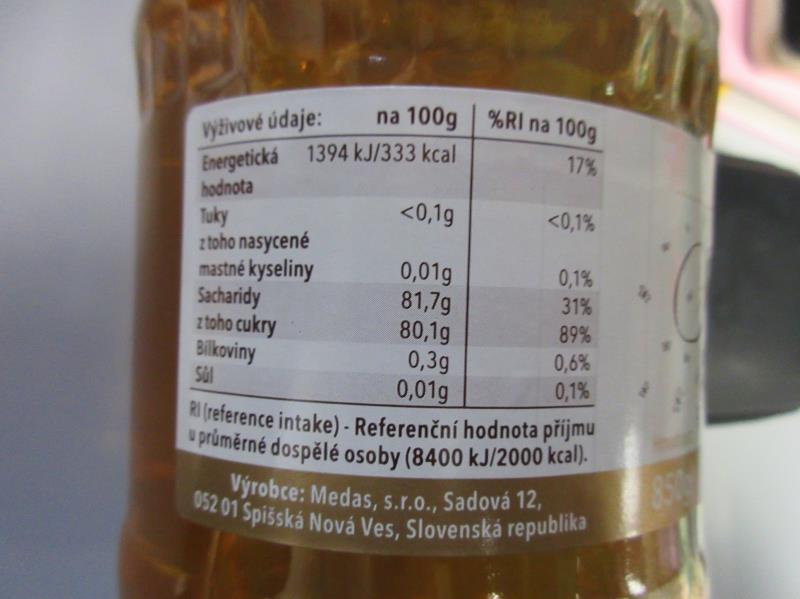 Výživové údaje: na 100g %RI na 100g
Energetická 1394 kJ/333 kcal 17%
hodnota
Tuky <0,1g <0,1%
z toho nasycené
mastné kyseliny 0,01g 0,1%
Sacharidy 81,7g 31%
z toho cukry 80,1g 89%
Bílkoviny 0,3g 0,6%
Sůl 0,01g 0,1%
RI (reference intake) - Referenční hodnota příjmu
u průměrné dospělé osoby (8400 kJ/2000 kcal).
Výrobce: Medas, s.r.o., Sadová 12,
052 01 Spišská Nová Ves, Slovenská republika
850g